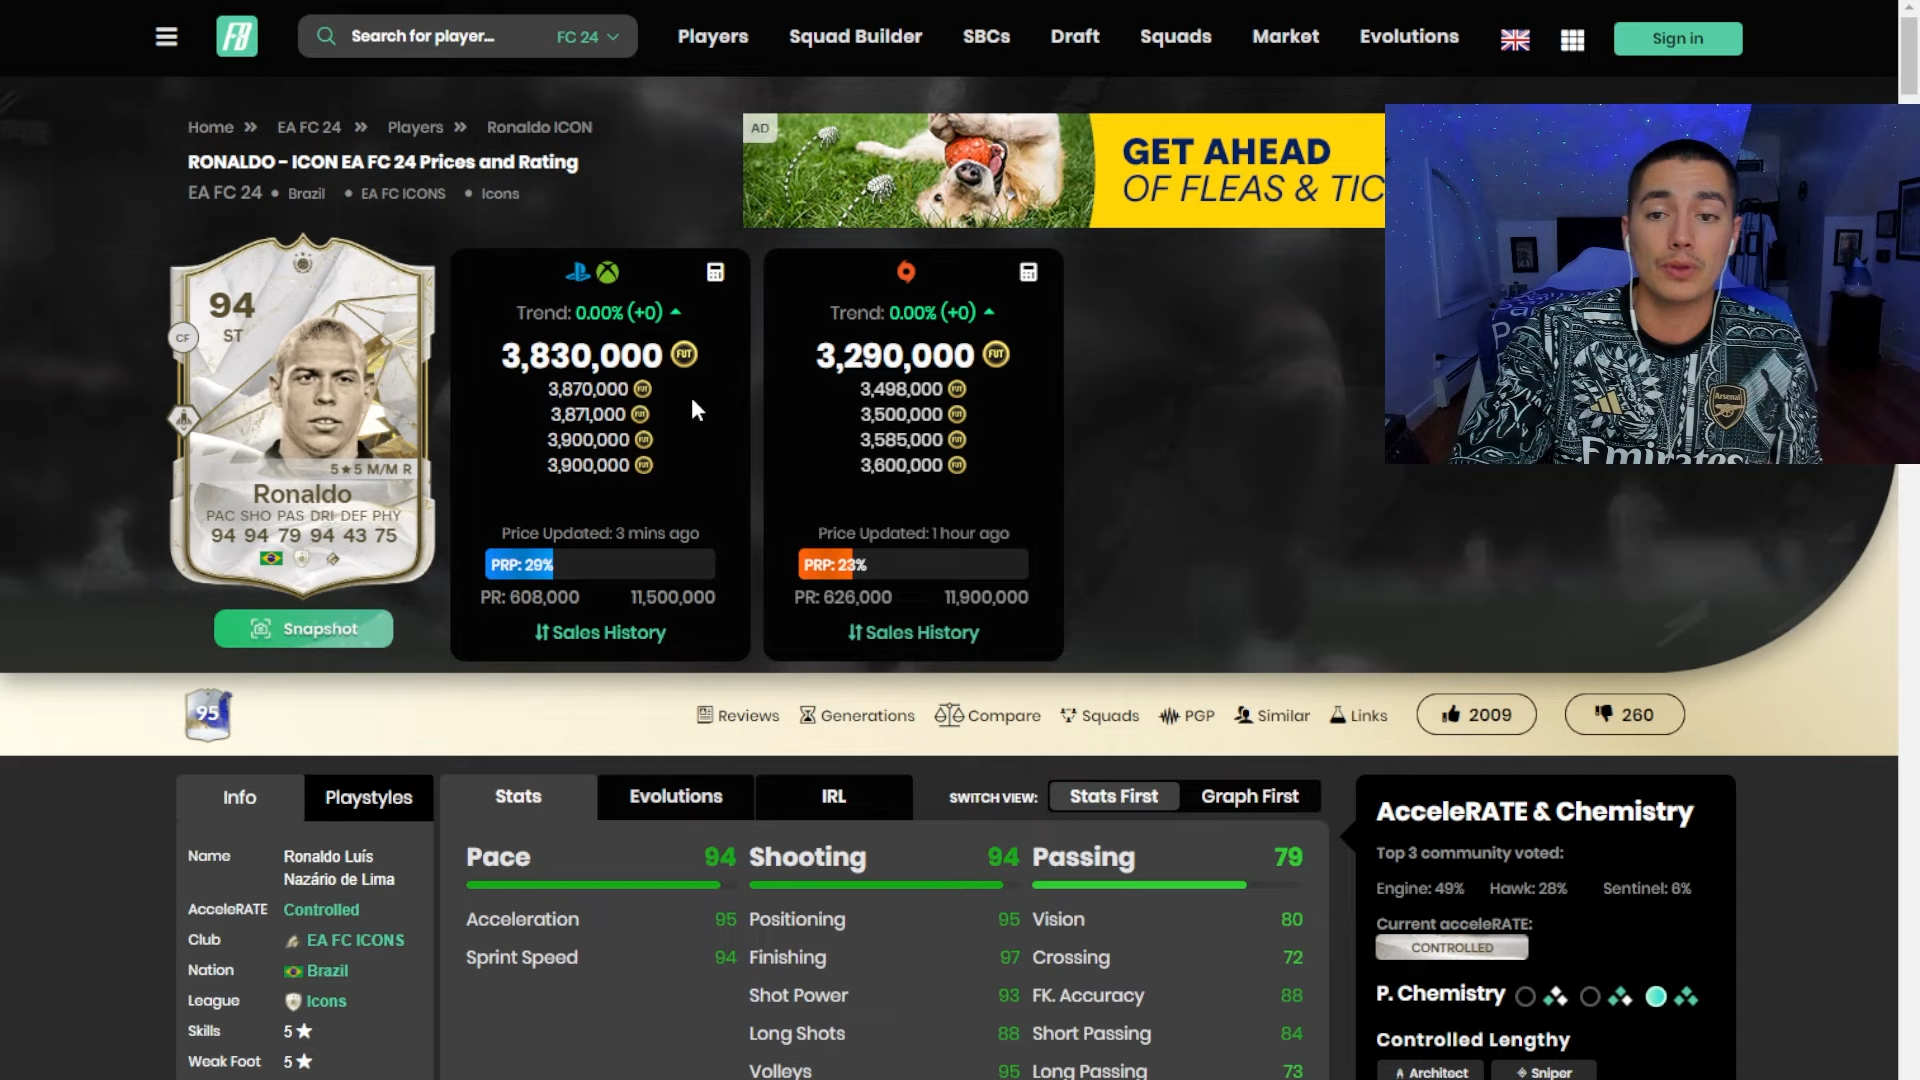 FB
Search for player...
FC 24
Players
Squad Builder
SBCs
Draft
Squads
Market
Evolutions
Sign in
Home
EA FC 24
Players
Ronaldo ICON
RONALDO - ICON EA FC 24 Prices and Rating
EA FC 24 • Brazil • EA FC ICONS • Icons
AD
GET AHEAD
OF FLEAS & TIC
94
ST
CF
5★5 M/M R
Ronaldo
PAC SHO PAS DRI DEF PHY
94 94 79 94 43 75
Snapshot
Trend: 0.00% (+0)
3,830,000
3,870,000
3,871,000
3,900,000
3,900,000
Price Updated: 3 mins ago
PRP: 29%
PR: 608,000 11,500,000
Sales History
Trend: 0.00% (+0)
3,290,000
3,498,000
3,500,000
3,585,000
3,600,000
Price Updated: 1 hour ago
PRP: 23%
PR: 626,000 11,900,000
Sales History
Arsenal
Emirates
95
Reviews
Generations
Compare
Squads
PGP
Similar
Links
2009
260
Info
Playstyles
Name Ronaldo Luís
Nazário de Lima
AcceleRATE Controlled
Club EA FC ICONS
Nation Brazil
League Icons
Skills 5★
Weak Foot 5★
Stats
Evolutions
IRL
SWITCH VIEW:
Stats First
Graph First
Pace 94
Acceleration 95
Sprint Speed 94
Shooting 94
Positioning 95
Finishing 97
Shot Power 93
Long Shots 88
Volleys 95
Passing 79
Vision 80
Crossing 72
FK. Accuracy 88
Short Passing 84
Long Passing 73
AcceleRATE & Chemistry
Top 3 community voted:
Engine: 49% Hawk: 28% Sentinel: 6%
Current acceleRATE:
CONTROLLED
P. Chemistry
Controlled Lengthy
Architect
Sniper